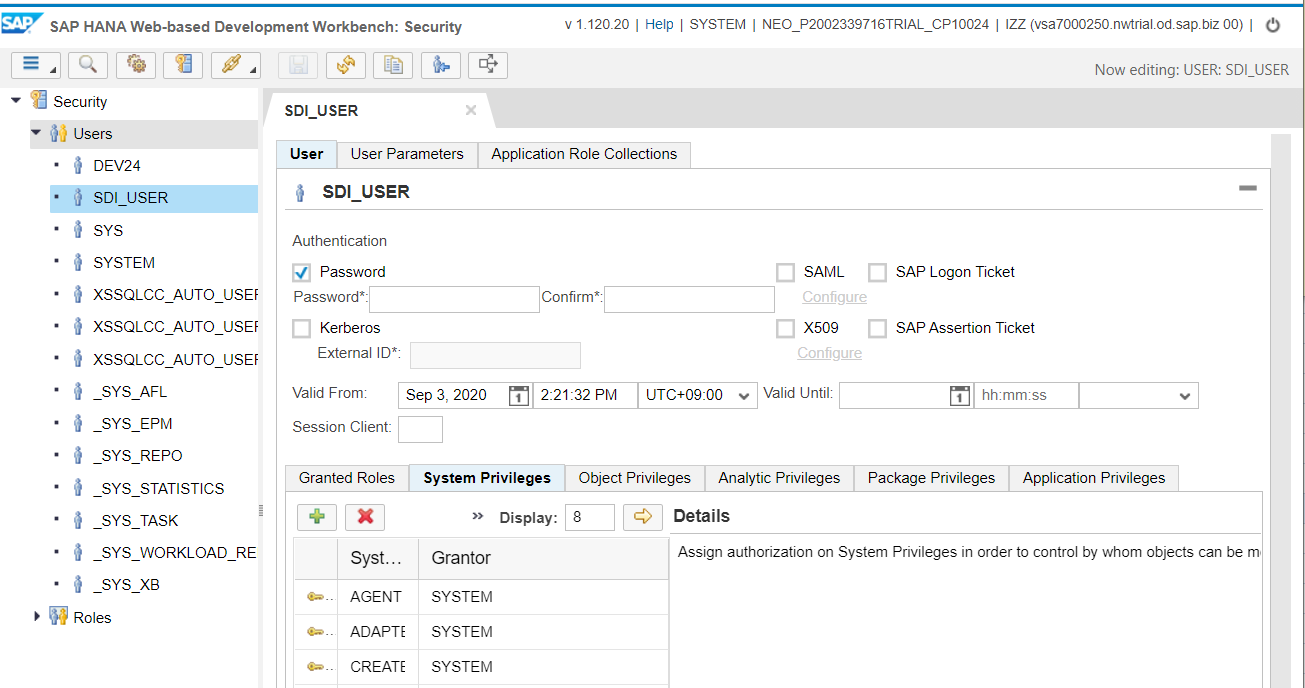 SAP SAP HANA Web-based Development Workbench: Security
v 1.120.20 | Help | SYSTEM | NEO_P2002339716TRIAL_CP10024 | IZZ (vsa7000250.nwtrial.od.sap.biz 00) |
Now editing: USER: SDI_USER
Security
Users
DEV24
SDI_USER
SYS
SYSTEM
XSSQLCC_AUTO_USER
XSSQLCC_AUTO_USER
XSSQLCC_AUTO_USER
_SYS_AFL
_SYS_EPM
_SYS_REPO
_SYS_STATISTICS
_SYS_TASK
_SYS_WORKLOAD_RE
_SYS_XB
Roles
SDI_USER
User User Parameters Application Role Collections
SDI_USER
Authentication
Password SAML SAP Logon Ticket
Password*: Confirm*: Configure
Kerberos X509 SAP Assertion Ticket
External ID*: Configure
Valid From: Sep 3, 2020 1 2:21:32 PM UTC+09:00 Valid Until: 1 hh:mm:ss
Session Client:
Granted Roles System Privileges Object Privileges Analytic Privileges Package Privileges Application Privileges
» Display: 8 Details
Assign authorization on System Privileges in order to control by whom objects can be m
Syst... Grantor
... AGENT SYSTEM
... ADAPTE SYSTEM
... CREATE SYSTEM